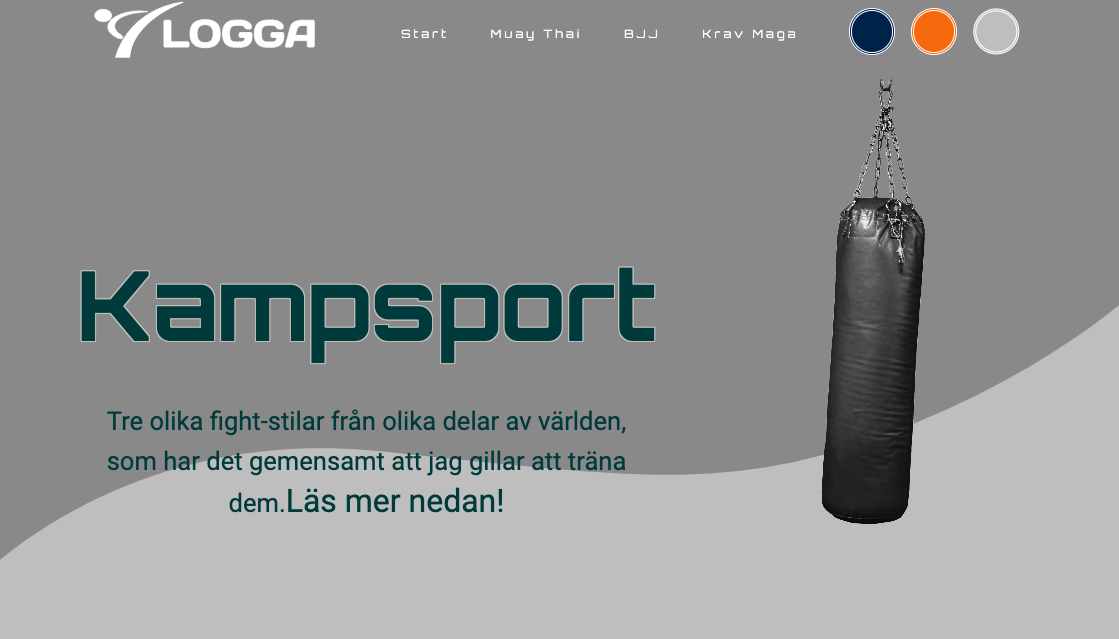 LOGGA
Start Muay Thai BJJ Krav Maga
Kampsport
Tre olika fight-stilar från olika delar av världen,
som har det gemensamt att jag gillar att träna
dem.Läs mer nedan!